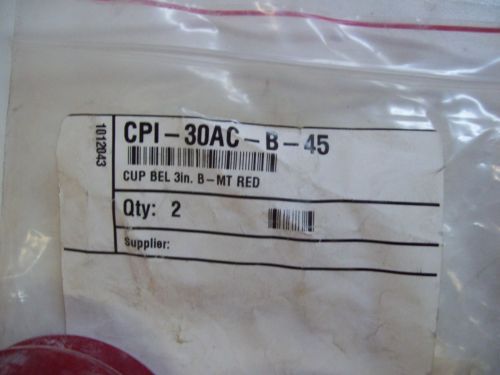 1012043
CPI-30AC-B-45
CUP BEL 3in. B-MT RED
Qty: 2
Supplier: